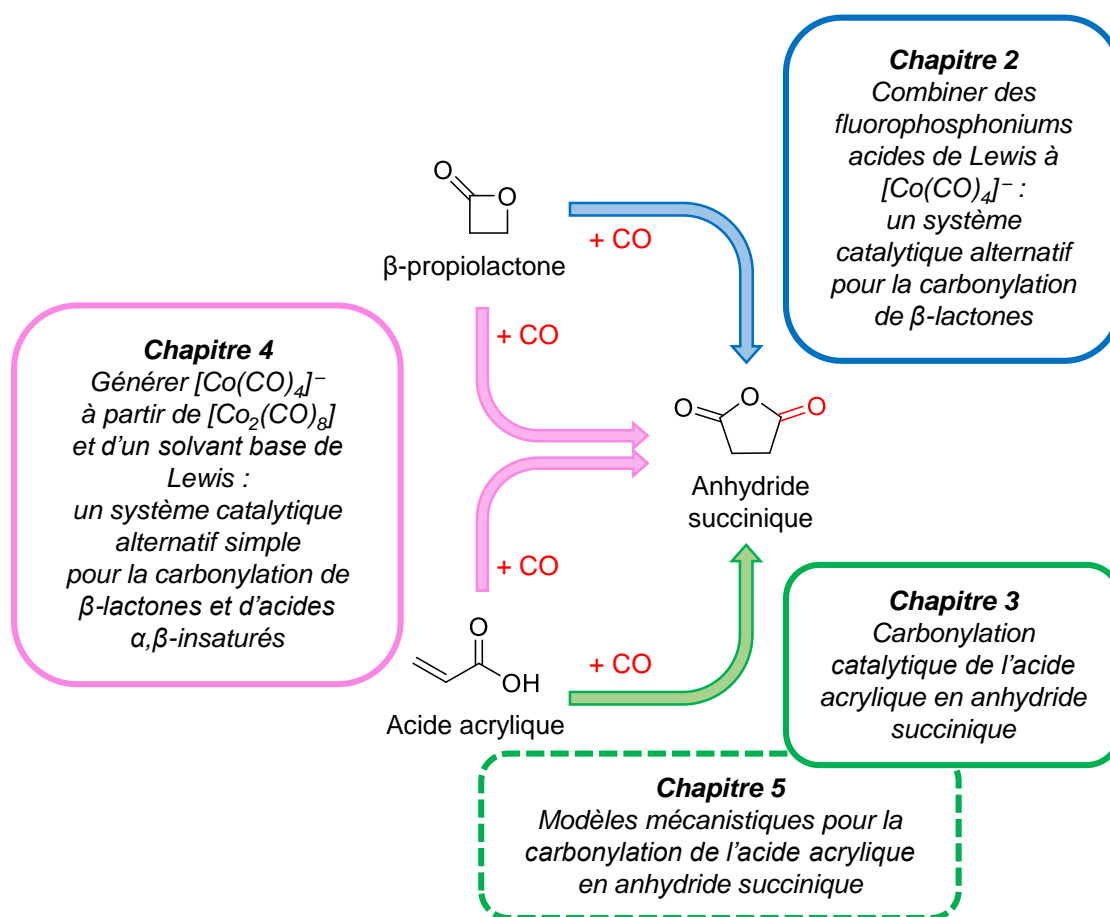 Chapitre 2
Combiner des
fluorophosphoniums
acides de Lewis à
[Co(CO)₄]⁻ :
un système
catalytique alternatif
pour la carbonylation
de β-lactones
O
O
+ CO
β-propiolactone
+ CO
Chapitre 4
Générer [Co(CO)₄]⁻
à partir de [Co₂(CO)₈]
et d’un solvant base de
Lewis :
un système catalytique
alternatif simple
pour la carbonylation de
β-lactones et d’acides
α,β-insaturés
O
O
O
Anhydride
succinique
+ CO
O
OH
Acide acrylique
+ CO
Chapitre 3
Carbonylation
catalytique de l’acide
acrylique en anhydride
succinique
Chapitre 5
Modèles mécanistiques pour la
carbonylation de l’acide acrylique
en anhydride succinique